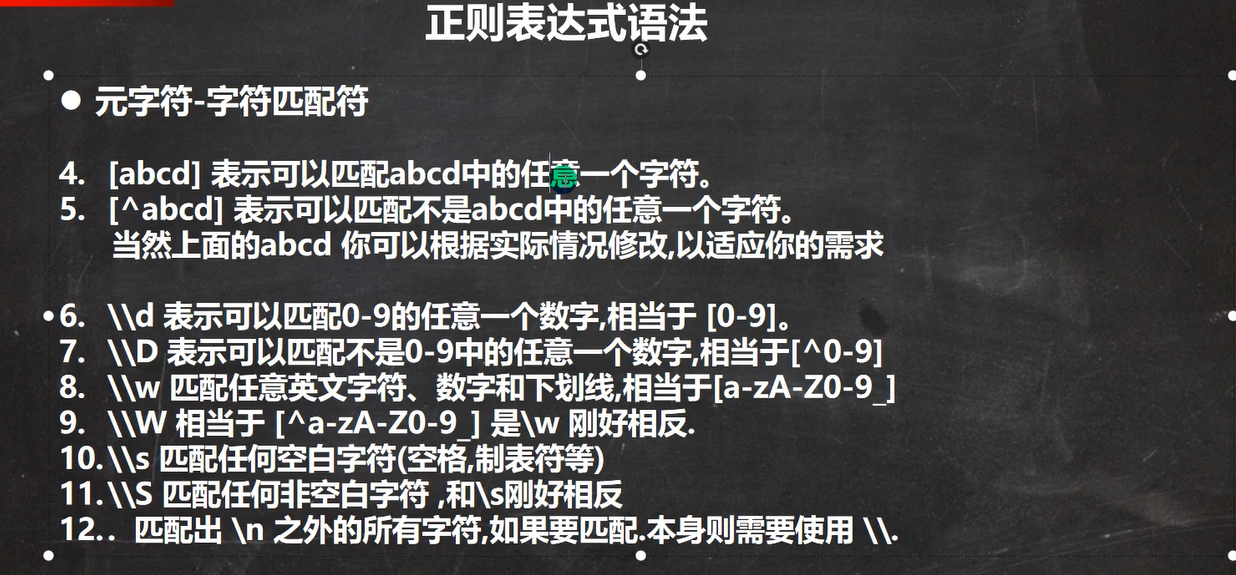 正则表达式语法
● 元字符-字符匹配符
4. [abcd] 表示可以匹配abcd中的任意一个字符。
5. [^abcd] 表示可以匹配不是abcd中的任意一个字符。
当然上面的abcd 你可以根据实际情况修改,以适应你的需求
6. \\d 表示可以匹配0-9的任意一个数字,相当于 [0-9]。
7. \\D 表示可以匹配不是0-9中的任意一个数字,相当于[^0-9]
8. \\w 匹配任意英文字符、数字和下划线,相当于[a-zA-Z0-9_]
9. \\W 相当于 [^a-zA-Z0-9_] 是\w 刚好相反.
10. \\s 匹配任何空白字符(空格,制表符等)
11. \\S 匹配任何非空白字符 ,和\s刚好相反
12. . 匹配出 \n 之外的所有字符,如果要匹配.本身则需要使用 \\.